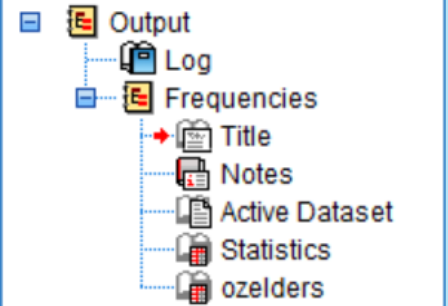 Output
Log
Frequencies
Title
Notes
Active Dataset
Statistics
ozelders